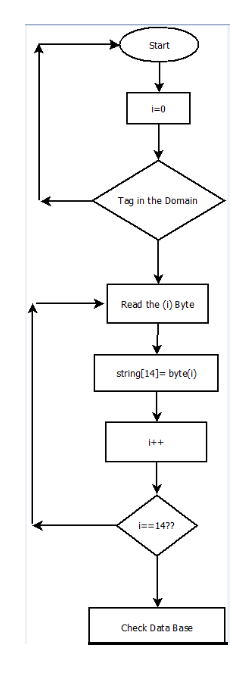 Start
i=0
Tag in the Domain
Read the (i) Byte
string[14]= byte(i)
i++
i==14??
Check Data Base